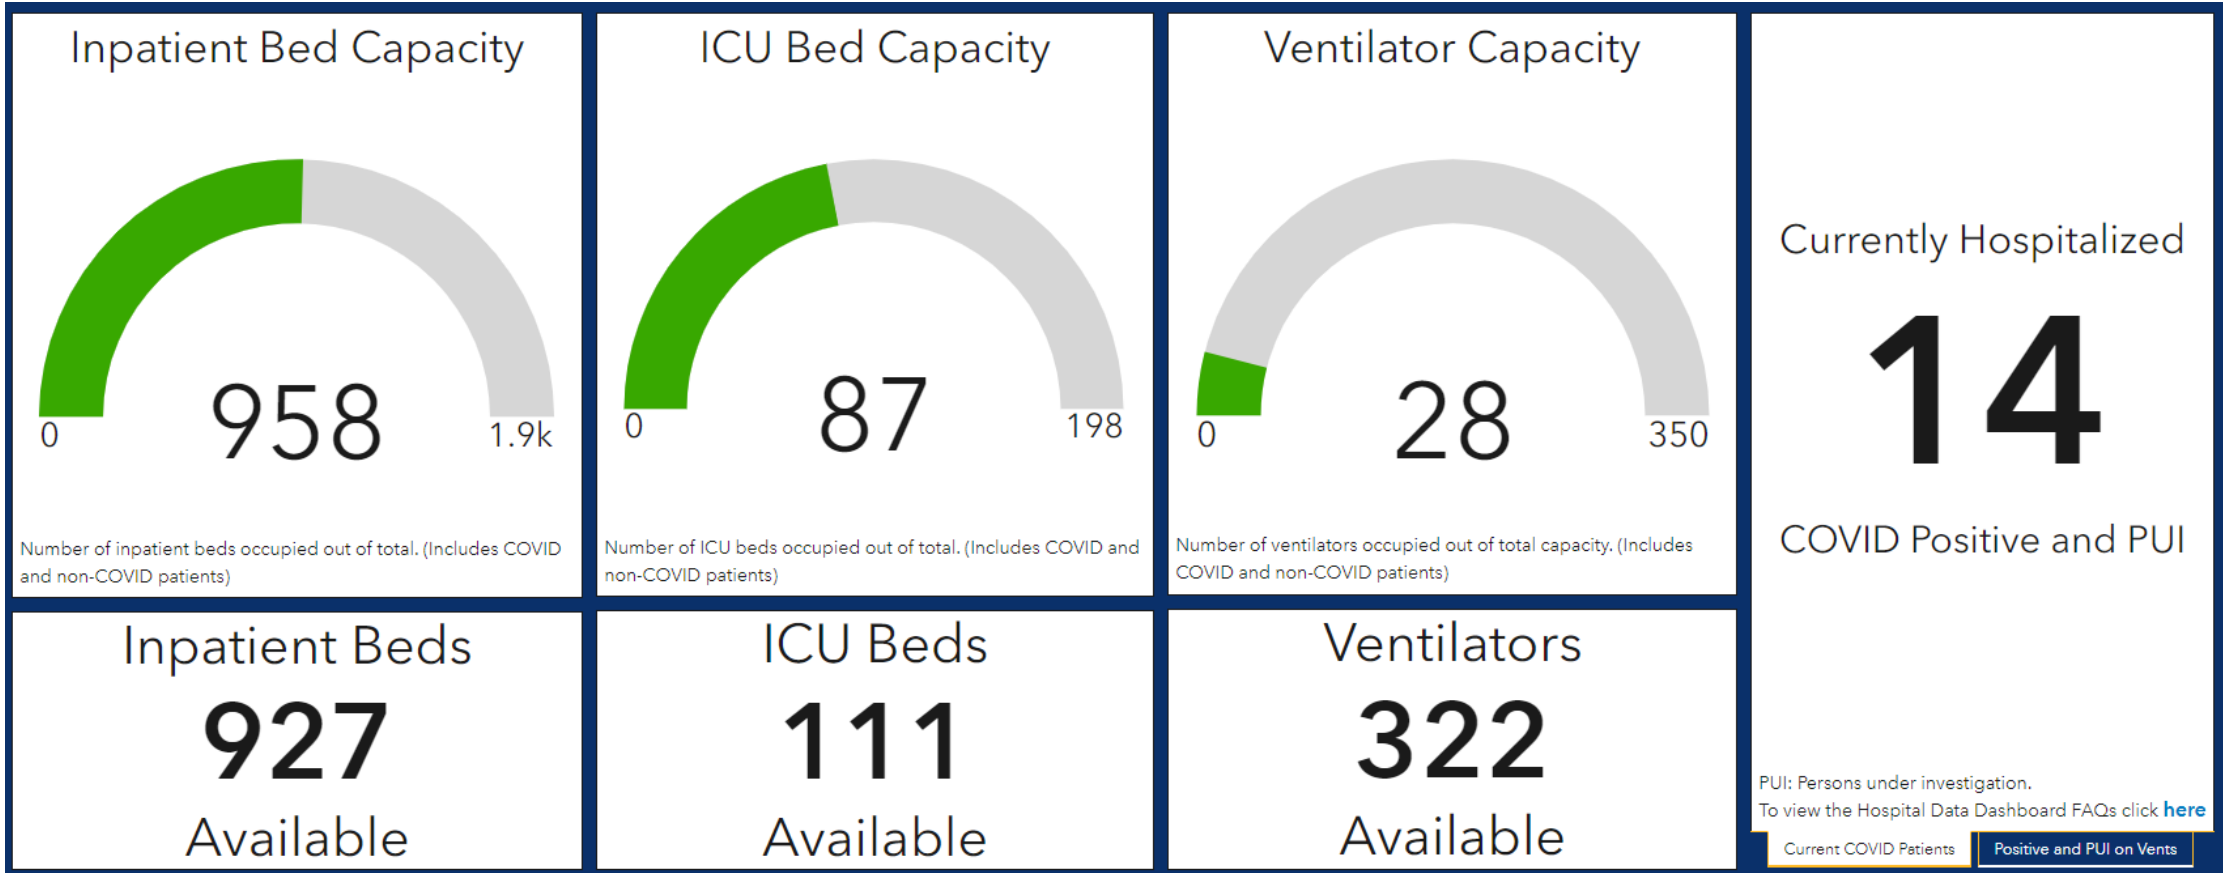 Inpatient Bed Capacity
958
0
1.9k
Number of inpatient beds occupied out of total. (Includes COVID
and non-COVID patients)
ICU Bed Capacity
87
0
198
Number of ICU beds occupied out of total. (Includes COVID and
non-COVID patients)
Ventilator Capacity
28
0
350
Number of ventilators occupied out of total capacity. (Includes
COVID and non-COVID patients)
Inpatient Beds
927
Available
ICU Beds
111
Available
Ventilators
322
Available
Currently Hospitalized
14
COVID Positive and PUI
PUI: Persons under investigation.
To view the Hospital Data Dashboard FAQs click here
Current COVID Patients
Positive and PUI on Vents